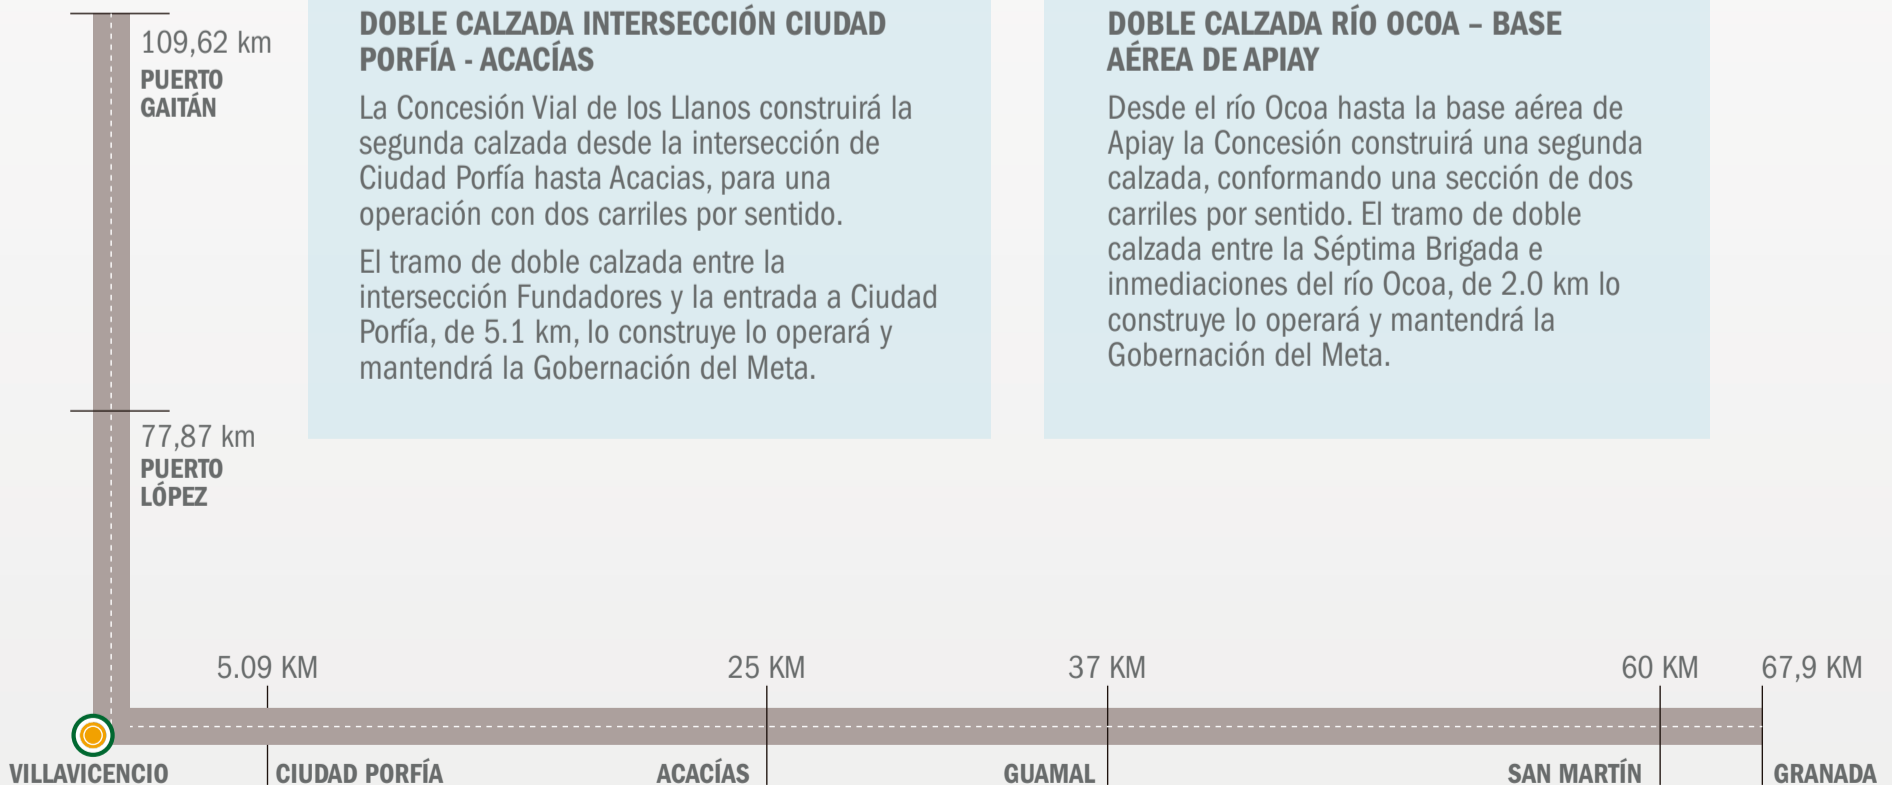 109,62 km
PUERTO
GAITÁN
DOBLE CALZADA INTERSECCIÓN CIUDAD
PORFÍA - ACACÍAS
La Concesión Vial de los Llanos construirá la
segunda calzada desde la intersección de
Ciudad Porfía hasta Acacias, para una
operación con dos carriles por sentido.
El tramo de doble calzada entre la
intersección Fundadores y la entrada a Ciudad
Porfía, de 5.1 km, lo construye lo operará y
mantendrá la Gobernación del Meta.
DOBLE CALZADA RÍO OCOA – BASE
AÉREA DE APIAY
Desde el río Ocoa hasta la base aérea de
Apiay la Concesión construirá una segunda
calzada, conformando una sección de dos
carriles por sentido. El tramo de doble
calzada entre la Séptima Brigada e
inmediaciones del río Ocoa, de 2.0 km lo
construye lo operará y mantendrá la
Gobernación del Meta.
77,87 km
PUERTO
LÓPEZ
5.09 KM
25 KM
37 KM
60 KM
67,9 KM
VILLAVICENCIO
CIUDAD PORFÍA
ACACÍAS
GUAMAL
SAN MARTÍN
GRANADA